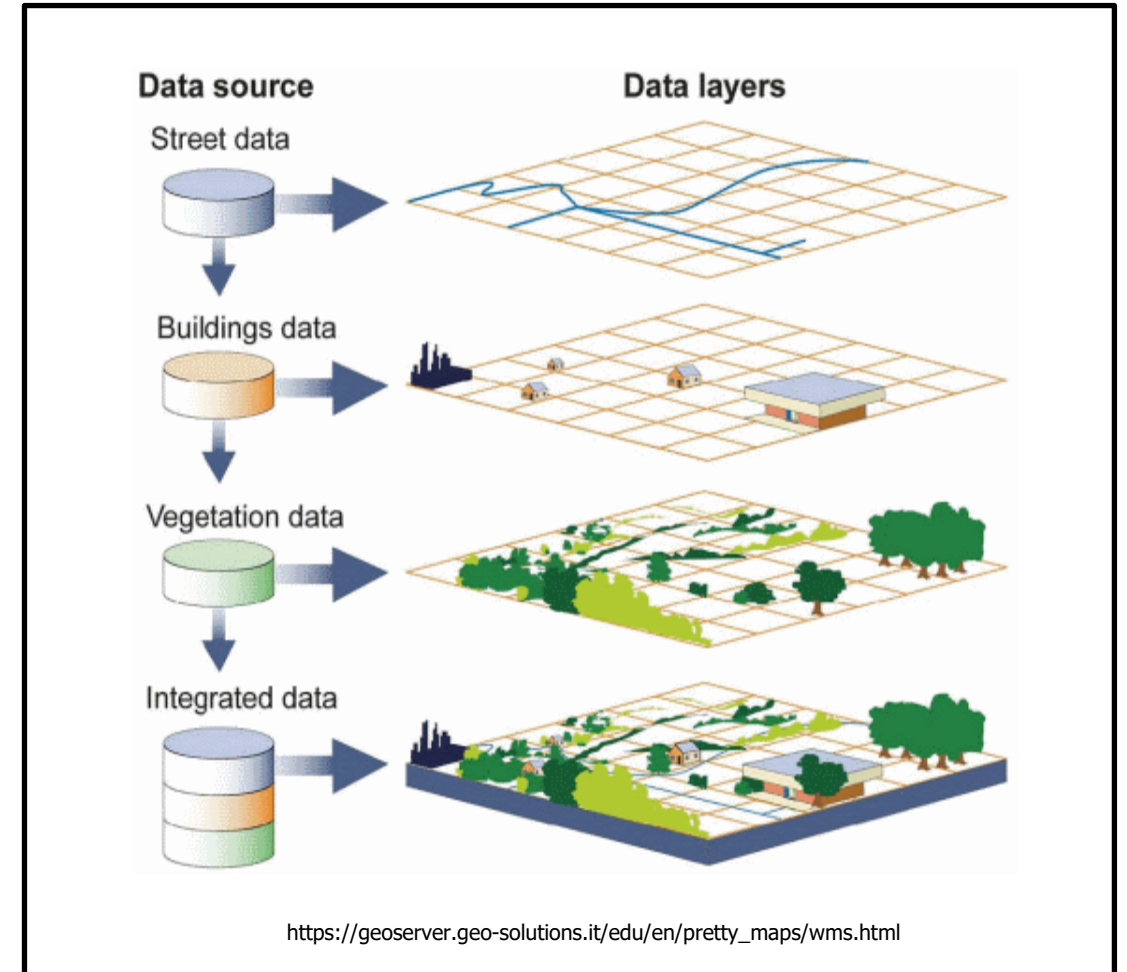 Data source
Data layers
Street data
Buildings data
Vegetation data
Integrated data
https://geoserver.geo-solutions.it/edu/en/pretty_maps/wms.html